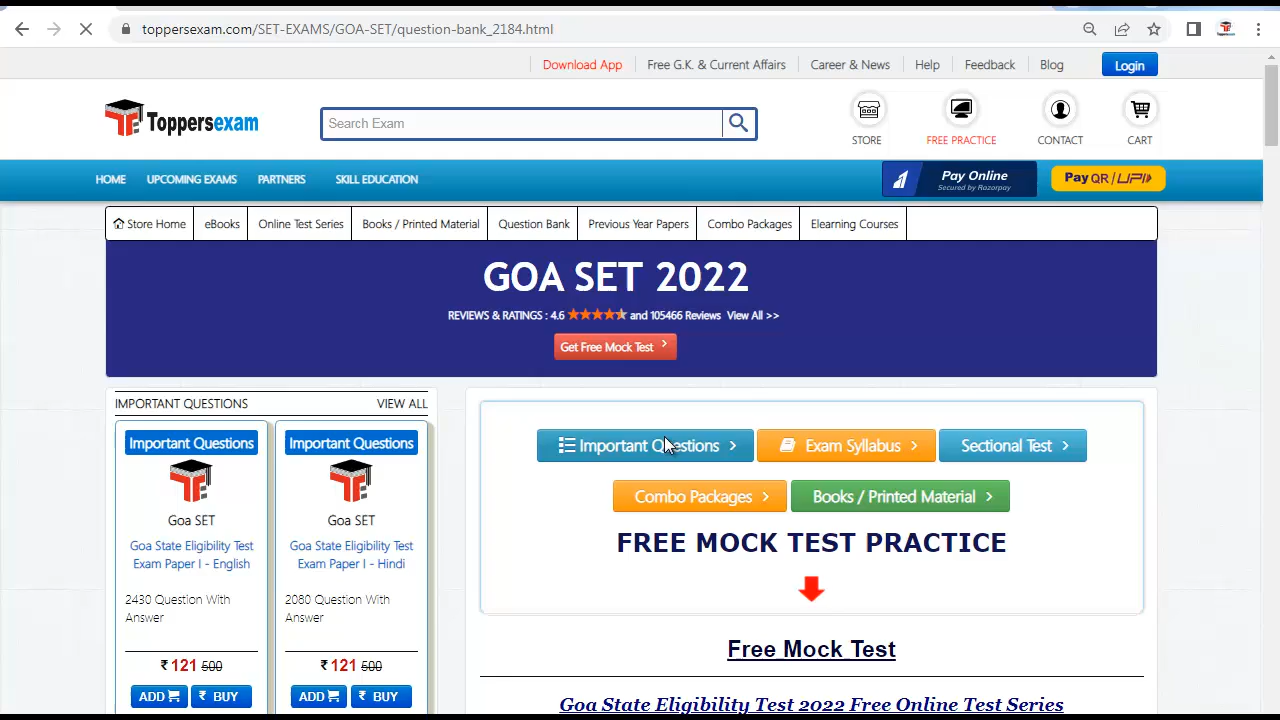 toppersexam.com/SET-EXAMS/GOA-SET/question-bank_2184.html
Download App Free G.K. & Current Affairs Career & News Help Feedback Blog Login
Toppersexam
Search Exam
STORE FREE PRACTICE CONTACT CART
HOME UPCOMING EXAMS PARTNERS SKILL EDUCATION
Pay Online
Secured by Razorpay
Pay QR / UPI
Store Home eBooks Online Test Series Books / Printed Material Question Bank Previous Year Papers Combo Packages Elearning Courses
GOA SET 2022
REVIEWS & RATINGS : 4.6 and 105466 Reviews View All >>
Get Free Mock Test
IMPORTANT QUESTIONS VIEW ALL
Important Questions
Goa SET
Goa State Eligibility Test
Exam Paper I - English
2430 Question With
Answer
₹ 121 500
ADD ₹ BUY
Important Questions
Goa SET
Goa State Eligibility Test
Exam Paper I - Hindi
2080 Question With
Answer
₹ 121 500
ADD ₹ BUY
Important Questions Exam Syllabus Sectional Test
Combo Packages Books / Printed Material
FREE MOCK TEST PRACTICE
Free Mock Test
Goa State Eligibility Test 2022 Free Online Test Series